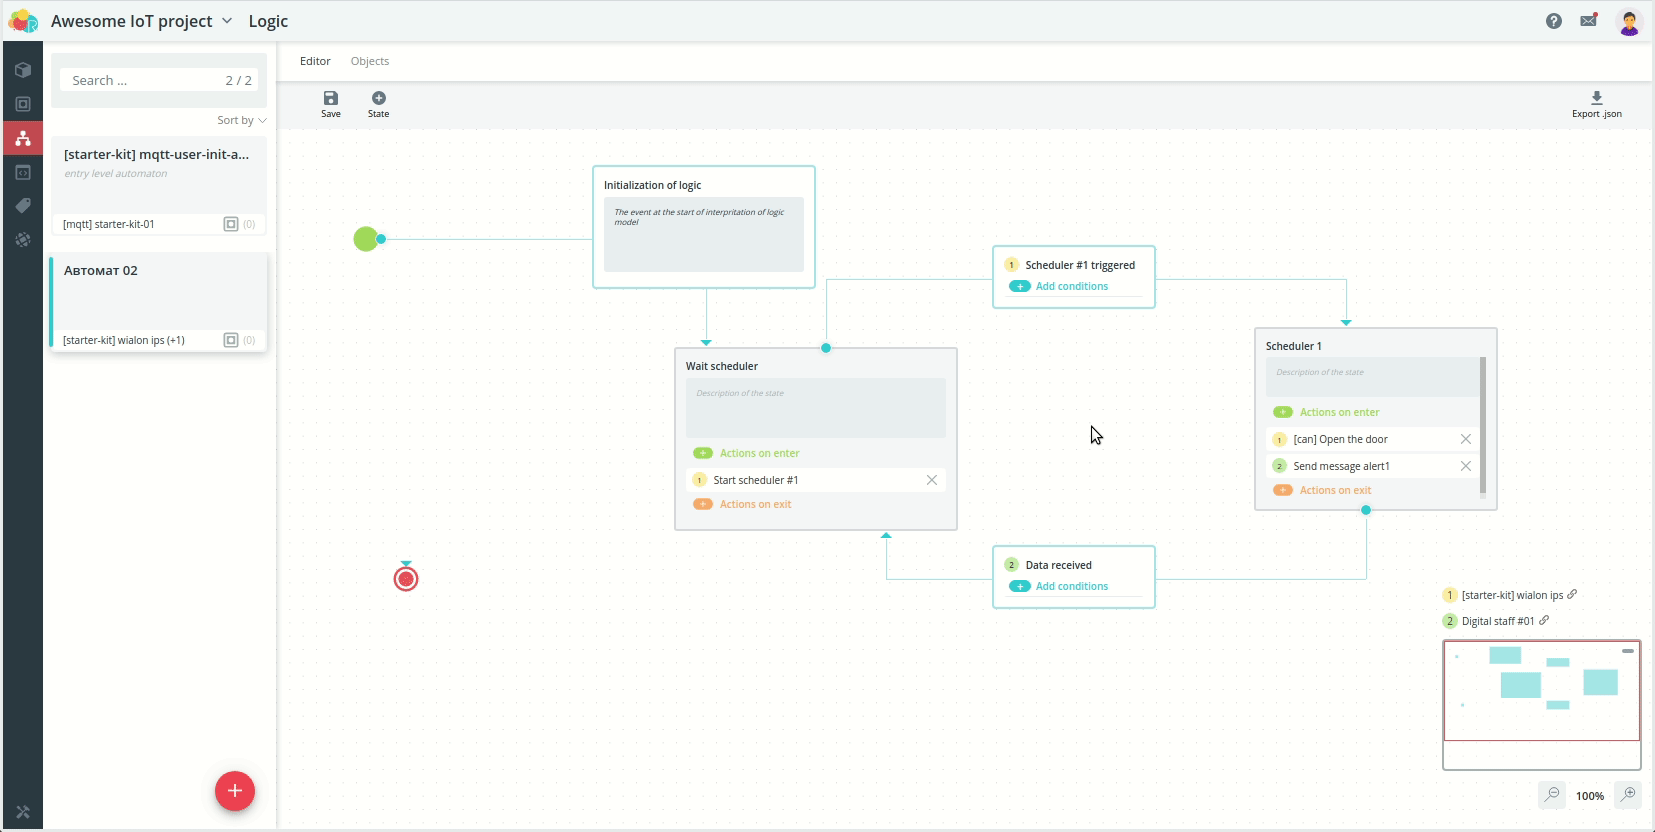 Awesome IoT project
Logic
Search ...
2 / 2
Sort by
[starter-kit] mqtt-user-init-a...
entry level automaton
[mqtt] starter-kit-01
(0)
Автомат 02
[starter-kit] wialon ips (+1)
(0)
+
Editor
Objects
Save
State
Export .json
Initialization of logic
The event at the start of interpritation of logic
model
1 Scheduler #1 triggered
+ Add conditions
Wait scheduler
Description of the state
+ Actions on enter
1 Start scheduler #1
+ Actions on exit
Scheduler 1
Description of the state
+ Actions on enter
1 [can] Open the door
2 Send message alert1
+ Actions on exit
2 Data received
+ Add conditions
1 [starter-kit] wialon ips
2 Digital staff #01
100%